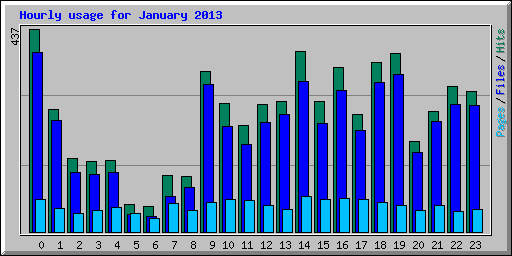 Hourly usage for January 2013
437
Pages / Files / Hits
0 1 2 3 4 5 6 7 8 9 10 11 12 13 14 15 16 17 18 19 20 21 22 23